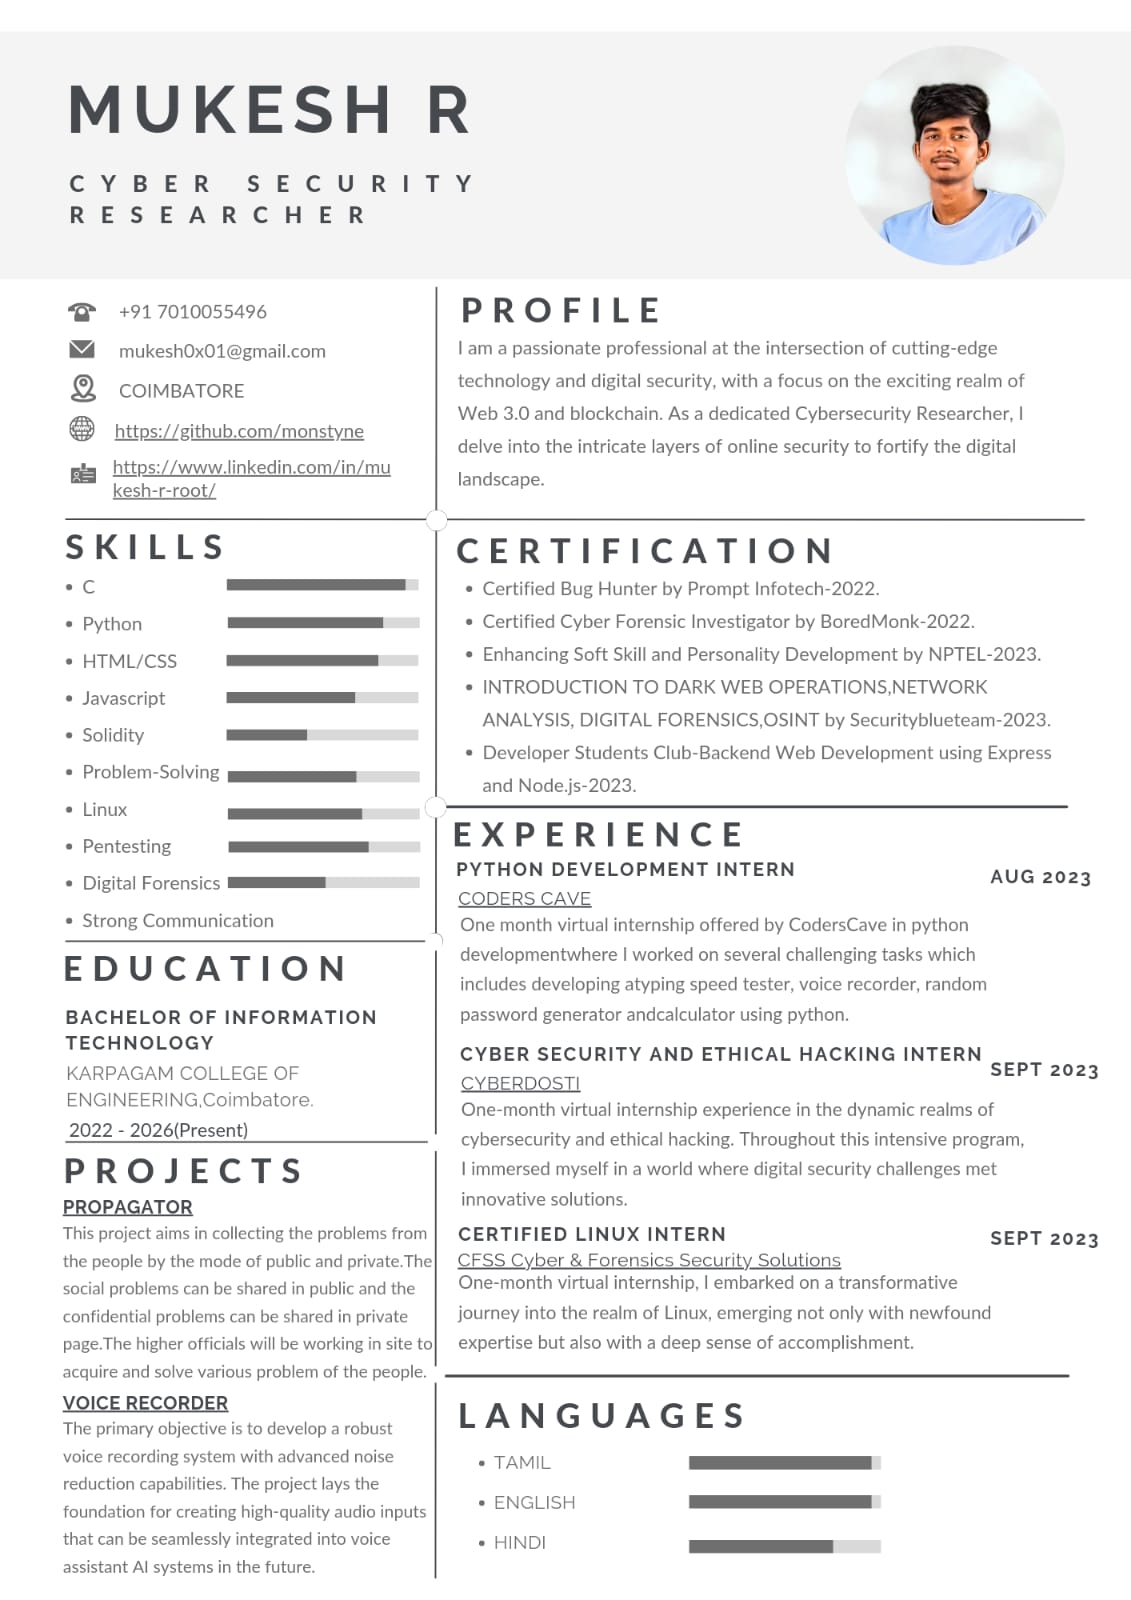 MUKESH R
CYBER SECURITY
RESEARCHER
+91 7010055496
mukesh0x01@gmail.com
COIMBATORE
https://github.com/monstyne
https://www.linkedin.com/in/mu
kesh-r-root/
PROFILE
I am a passionate professional at the intersection of cutting-edge
technology and digital security, with a focus on the exciting realm of
Web 3.0 and blockchain. As a dedicated Cybersecurity Researcher, I
delve into the intricate layers of online security to fortify the digital
landscape.
SKILLS
• C
• Python
• HTML/CSS
• Javascript
• Solidity
• Problem-Solving
• Linux
• Pentesting
• Digital Forensics
• Strong Communication
EDUCATION
BACHELOR OF INFORMATION
TECHNOLOGY
KARPAGAM COLLEGE OF
ENGINEERING,Coimbatore.
2022 - 2026(Present)
PROJECTS
PROPAGATOR
This project aims in collecting the problems from
the people by the mode of public and private.The
social problems can be shared in public and the
confidential problems can be shared in private
page.The higher officials will be working in site to
acquire and solve various problem of the people.
VOICE RECORDER
The primary objective is to develop a robust
voice recording system with advanced noise
reduction capabilities. The project lays the
foundation for creating high-quality audio inputs
that can be seamlessly integrated into voice
assistant AI systems in the future.
CERTIFICATION
• Certified Bug Hunter by Prompt Infotech-2022.
• Certified Cyber Forensic Investigator by BoredMonk-2022.
• Enhancing Soft Skill and Personality Development by NPTEL-2023.
• INTRODUCTION TO DARK WEB OPERATIONS,NETWORK
ANALYSIS, DIGITAL FORENSICS,OSINT by Securityblueteam-2023.
• Developer Students Club-Backend Web Development using Express
and Node.js-2023.
EXPERIENCE
PYTHON DEVELOPMENT INTERN
AUG 2023
CODERS CAVE
One month virtual internship offered by CodersCave in python
developmentwhere I worked on several challenging tasks which
includes developing atyping speed tester, voice recorder, random
password generator andcalculator using python.
CYBER SECURITY AND ETHICAL HACKING INTERN
SEPT 2023
CYBERDOSTI
One-month virtual internship experience in the dynamic realms of
cybersecurity and ethical hacking. Throughout this intensive program,
I immersed myself in a world where digital security challenges met
innovative solutions.
CERTIFIED LINUX INTERN
SEPT 2023
CFSS Cyber & Forensics Security Solutions
One-month virtual internship, I embarked on a transformative
journey into the realm of Linux, emerging not only with newfound
expertise but also with a deep sense of accomplishment.
LANGUAGES
• TAMIL
• ENGLISH
• HINDI